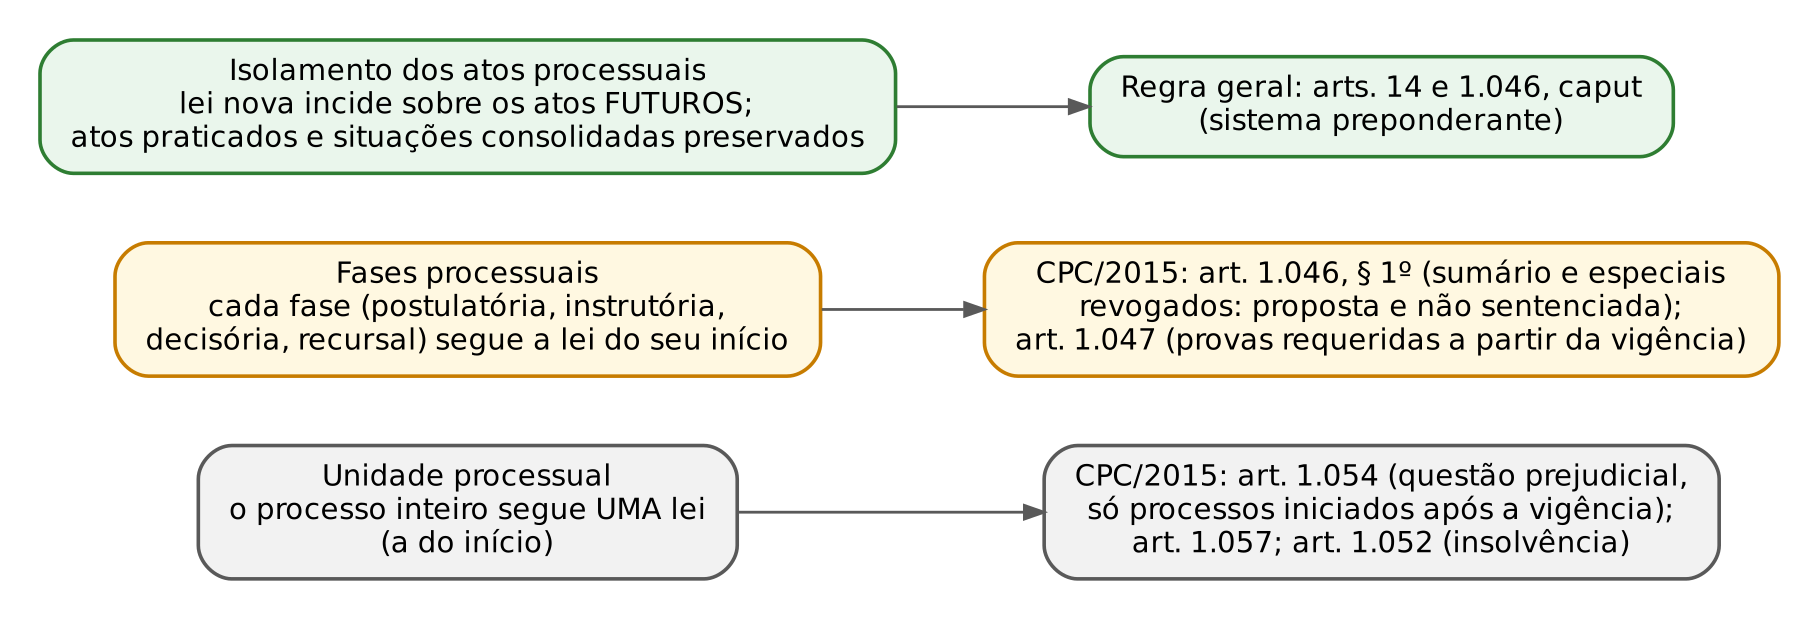 Isolamento dos atos processuais
lei nova incide sobre os atos FUTUROS;
atos praticados e situações consolidadas preservados
Regra geral: arts. 14 e 1.046, caput
(sistema preponderante)
Fases processuais
cada fase (postulatória, instrutória,
decisória, recursal) segue a lei do seu início
CPC/2015: art. 1.046, § 1º (sumário e especiais
revogados: proposta e não sentenciada);
art. 1.047 (provas requeridas a partir da vigência)
Unidade processual
o processo inteiro segue UMA lei
(a do início)
CPC/2015: art. 1.054 (questão prejudicial,
só processos iniciados após a vigência);
art. 1.057; art. 1.052 (insolvência)